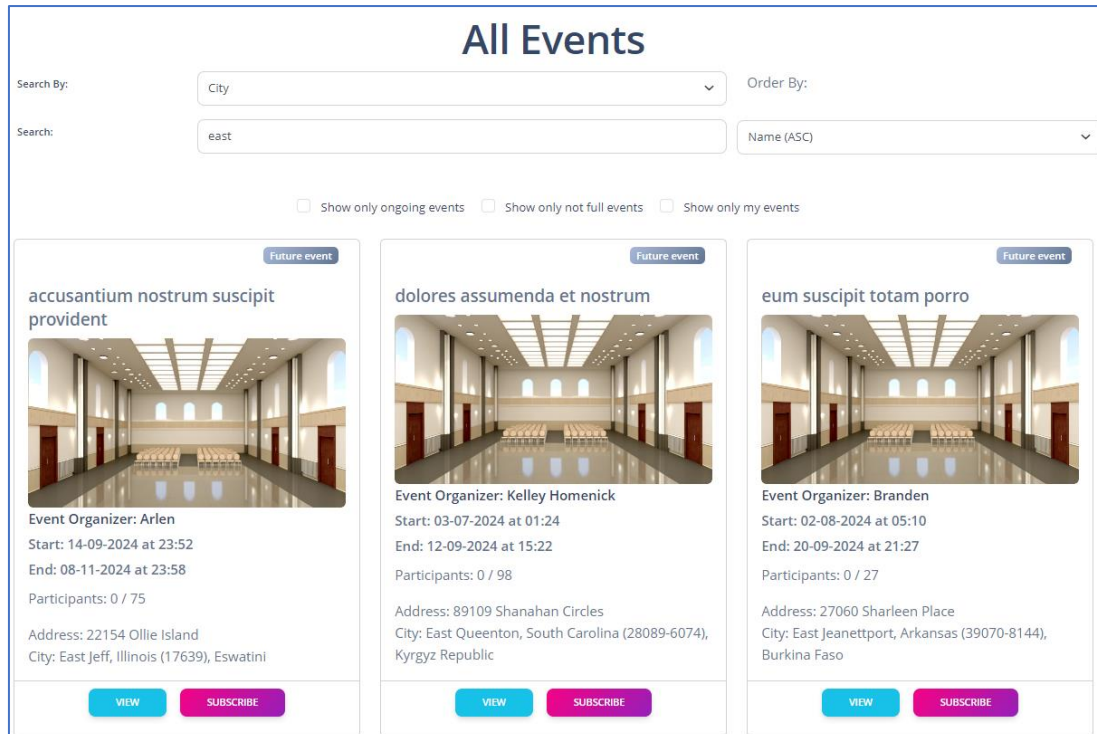 All Events
Search By:
City
Order By:
Search:
east
Name (ASC)
Show only ongoing events
Show only not full events
Show only my events
Future event
accusantium nostrum suscipit
provident
Event Organizer: Arlen
Start: 14-09-2024 at 23:52
End: 08-11-2024 at 23:58
Participants: 0 / 75
Address: 22154 Ollie Island
City: East Jeff, Illinois (17639), Eswatini
VIEW
SUBSCRIBE
Future event
dolores assumenda et nostrum
Event Organizer: Kelley Homenick
Start: 03-07-2024 at 01:24
End: 12-09-2024 at 15:22
Participants: 0 / 98
Address: 89109 Shanahan Circles
City: East Queenton, South Carolina (28089-6074),
Kyrgyz Republic
VIEW
SUBSCRIBE
Future event
eum suscipit totam porro
Event Organizer: Branden
Start: 02-08-2024 at 05:10
End: 20-09-2024 at 21:27
Participants: 0 / 27
Address: 27060 Sharleen Place
City: East Jeanettport, Arkansas (39070-8144),
Burkina Faso
VIEW
SUBSCRIBE